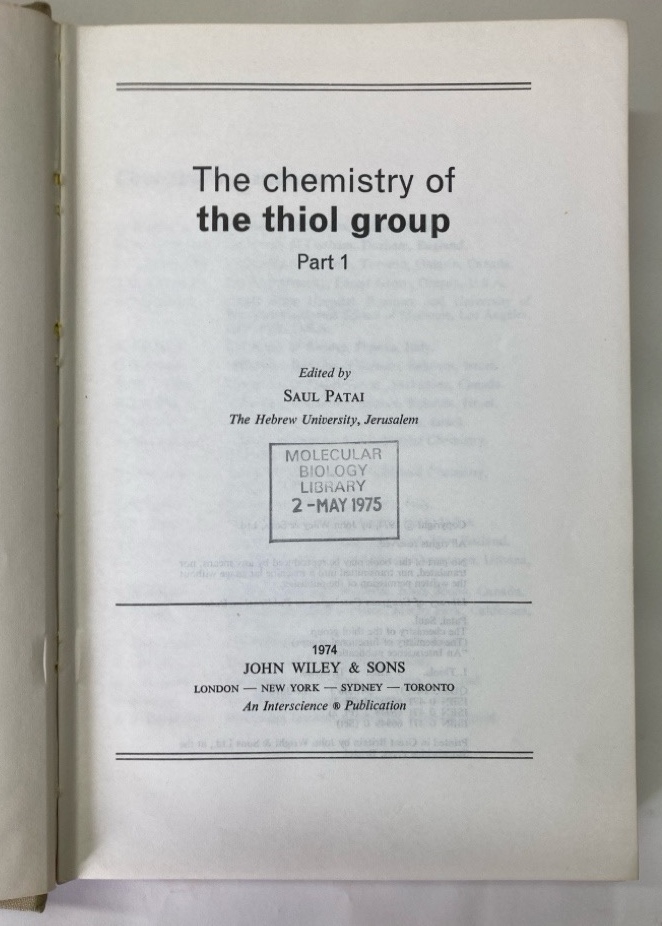 The chemistry of
the thiol group
Part 1
Edited by
SAUL PATAI
The Hebrew University, Jerusalem
MOLECULAR
BIOLOGY
LIBRARY
2 -MAY 1975
1974
JOHN WILEY & SONS
LONDON — NEW YORK — SYDNEY — TORONTO
An Interscience ® Publication